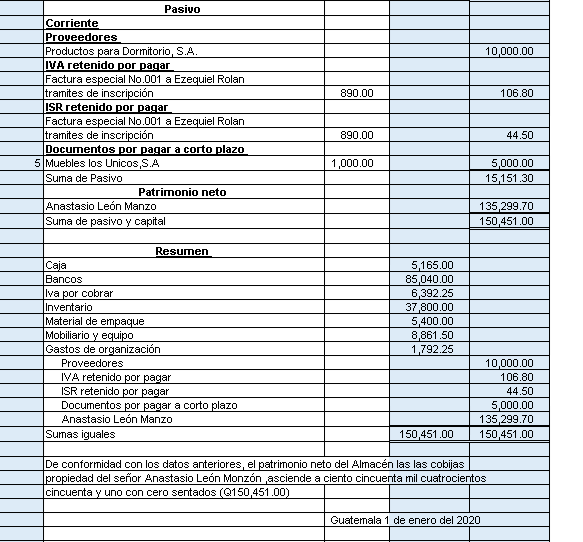 Pasivo
Corriente
Proveedores
Productos para Dormitorio, S.A. 10,000.00
IVA retenido por pagar
Factura especial No.001 a Ezequiel Rolan
tramites de inscripción 890.00 106.80
ISR retenido por pagar
Factura especial No.001 a Ezequiel Rolan
tramites de inscripción 890.00 44.50
Documentos por pagar a corto plazo
5 Muebles los Unicos,S.A 1,000.00 5,000.00
Suma de Pasivo 15,151.30
Patrimonio neto
Anastasio León Manzo 135,299.70
Suma de pasivo y capital 150,451.00
Resumen
Caja 5,165.00
Bancos 85,040.00
Iva por cobrar 6,392.25
Inventario 37,800.00
Material de empaque 5,400.00
Mobiliario y equipo 8,861.50
Gastos de organización 1,792.25
Proveedores 10,000.00
IVA retenido por pagar 106.80
ISR retenido por pagar 44.50
Documentos por pagar a corto plazo 5,000.00
Anastasio León Manzo 135,299.70
Sumas iguales 150,451.00 150,451.00
De conformidad con los datos anteriores, el patrimonio neto del Almacén las las cobijas
propiedad del señor Anastasio León Monzón ,asciende a ciento cincuenta mil cuatrocientos
cincuenta y uno con cero sentados (Q150,451.00)
Guatemala 1 de enero del 2020